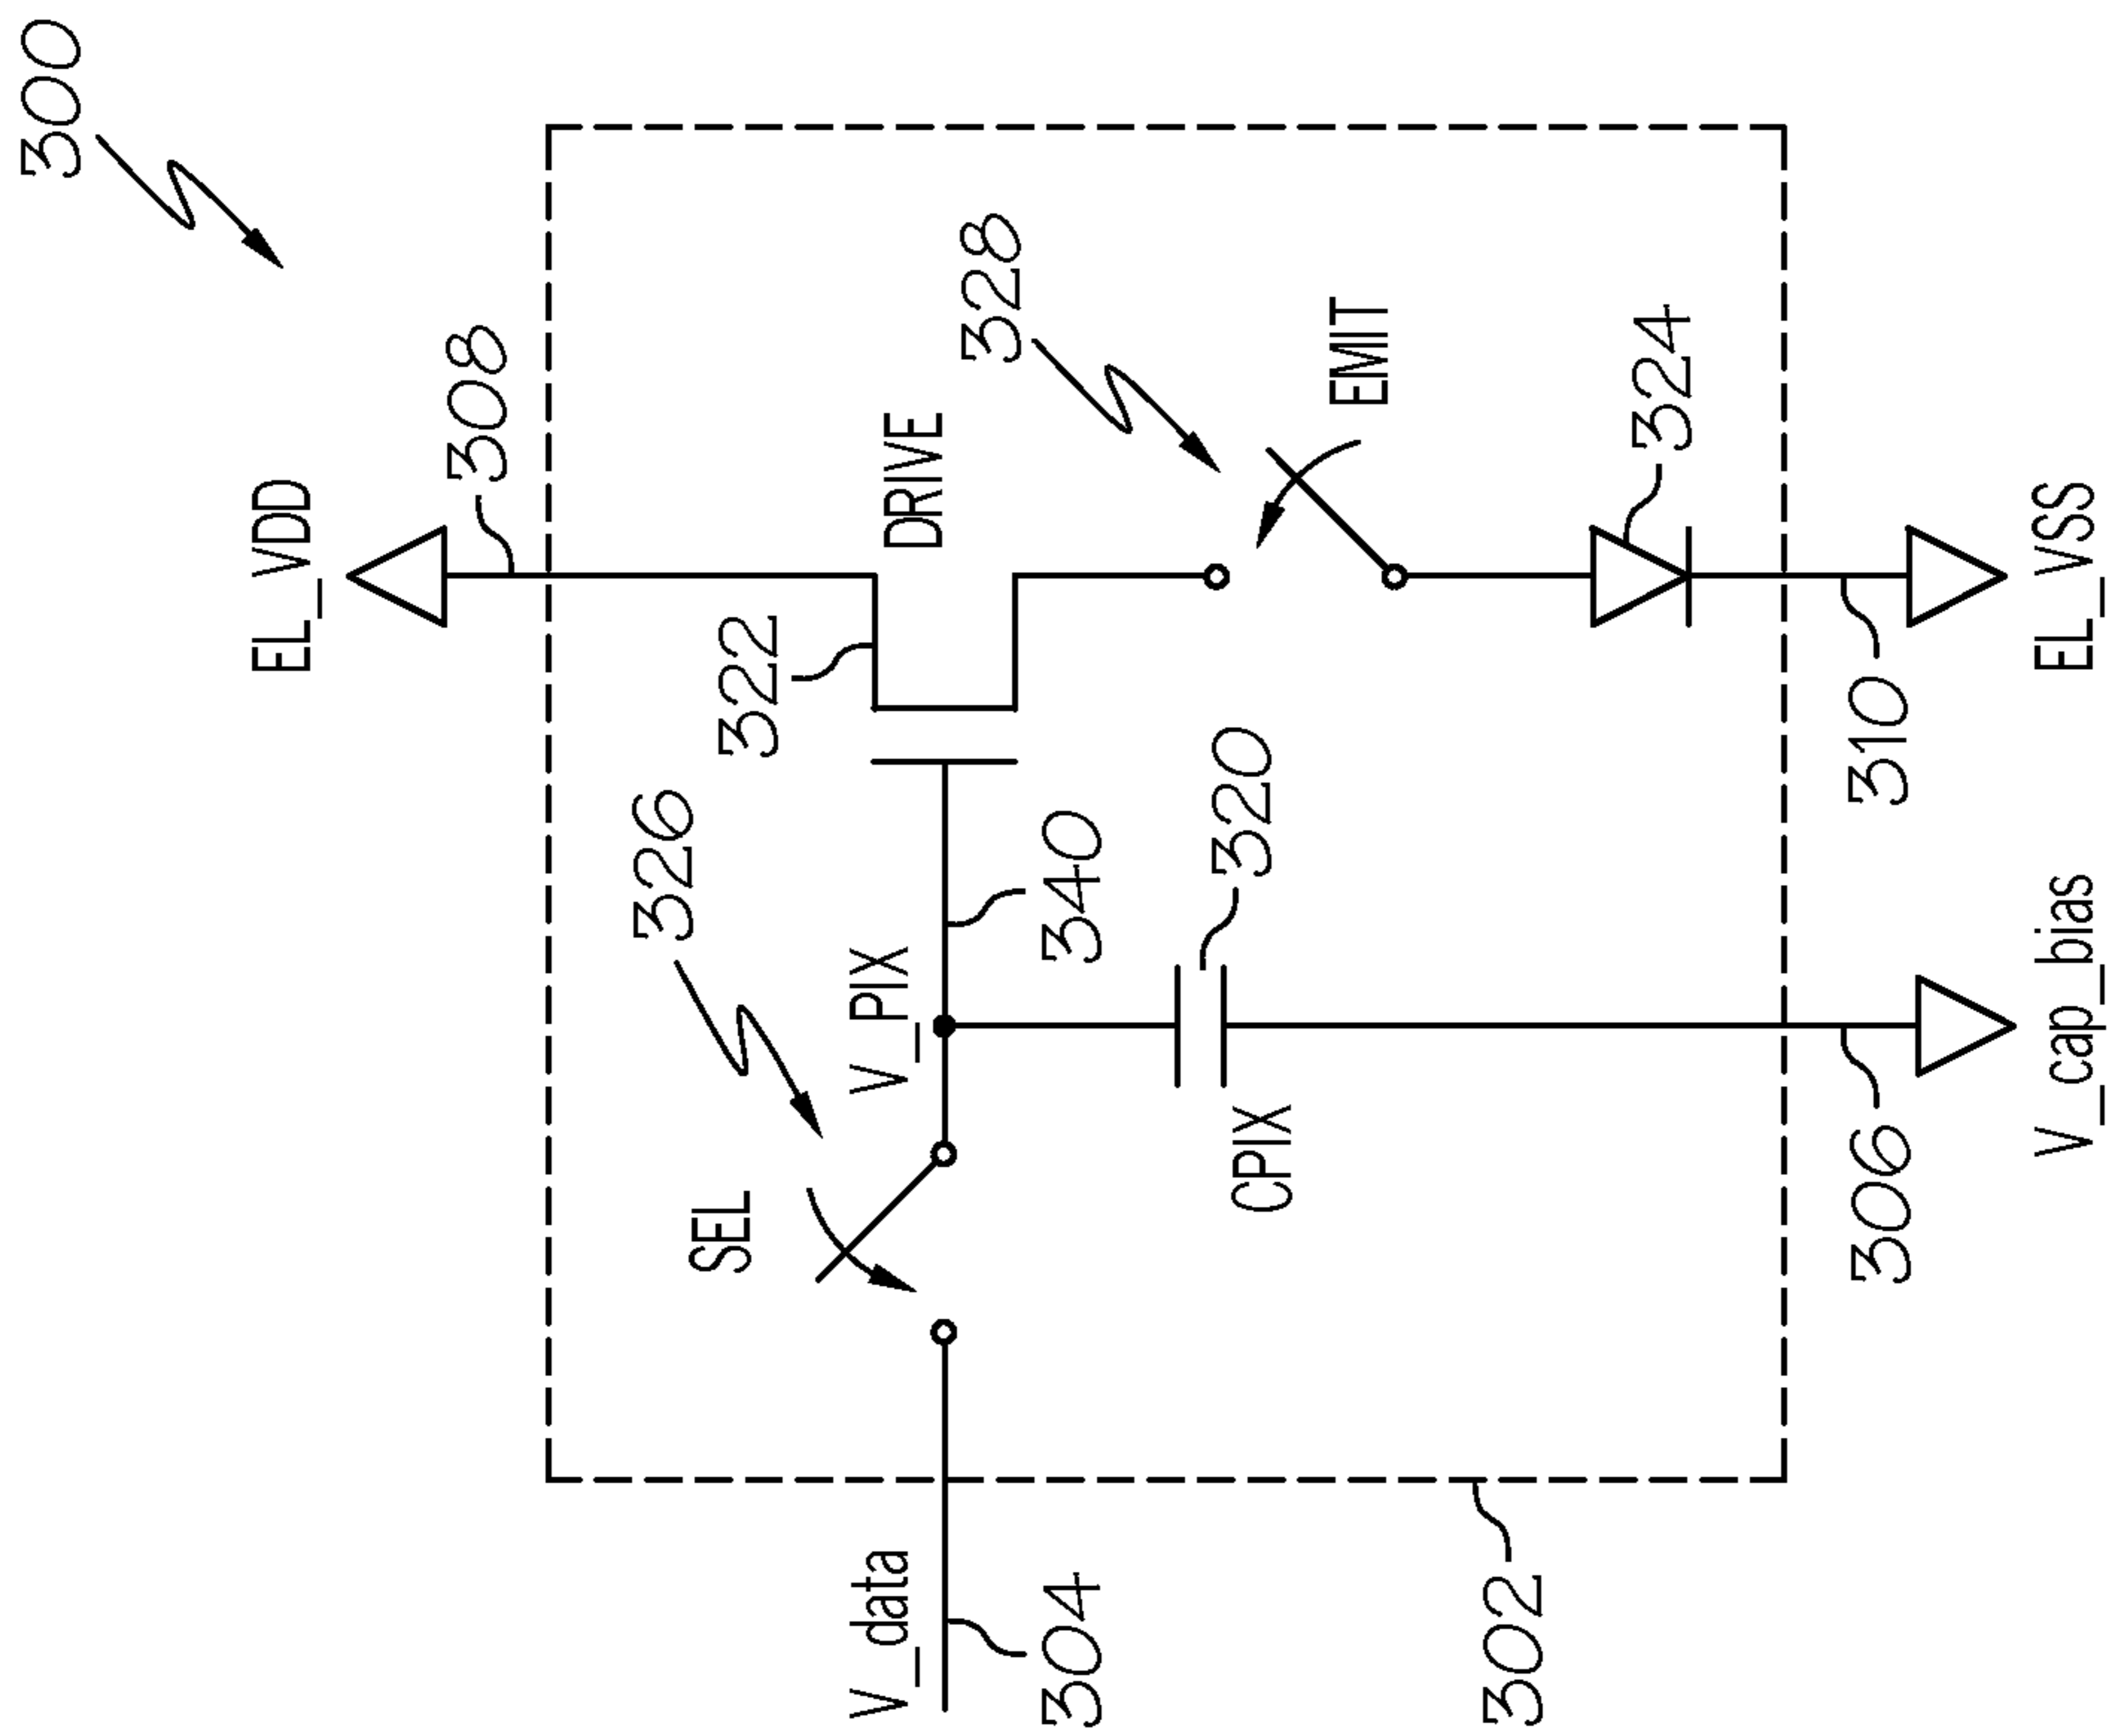 300
EL_VDD
308
328
EMIT
DRIVE
322
324
326
V_PIX
340
320
SEL
CPIX
310
EL_VSS
V_data
304
302
306
V_cap_bias